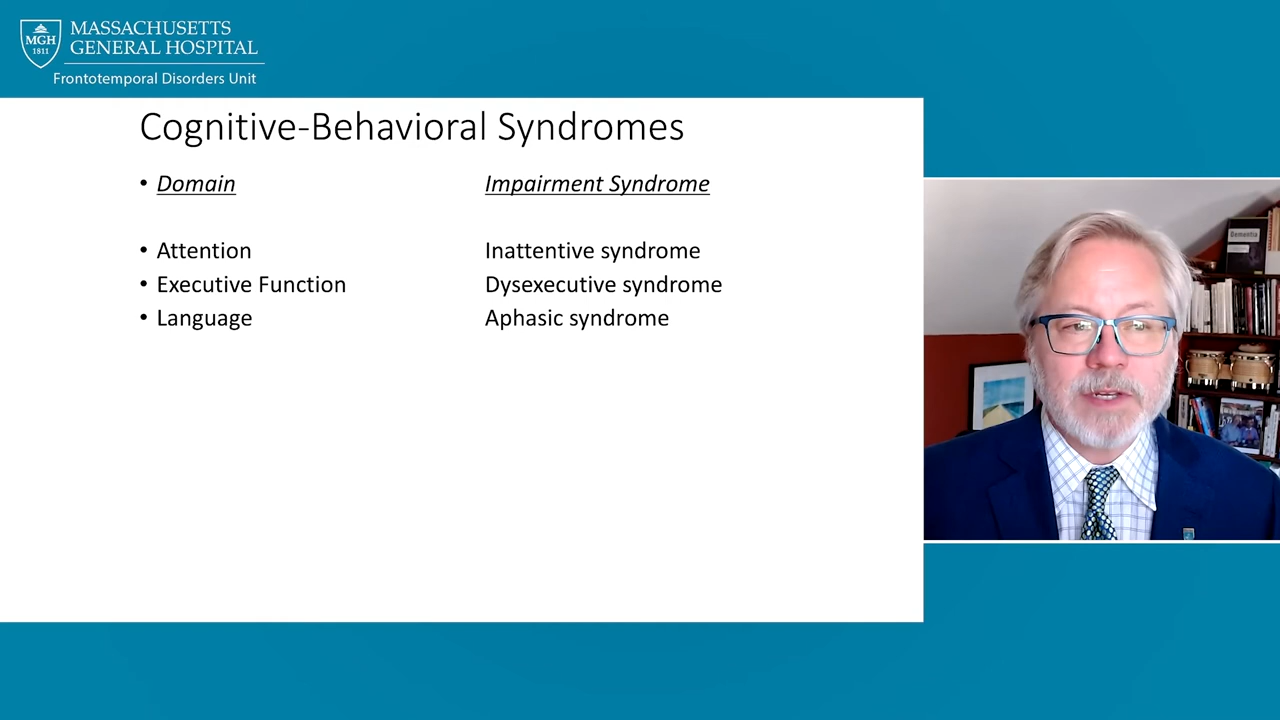 MGH
1811
MASSACHUSETTS
GENERAL HOSPITAL
Frontotemporal Disorders Unit
Cognitive-Behavioral Syndromes
• Domain Impairment Syndrome
• Attention Inattentive syndrome
• Executive Function Dysexecutive syndrome
• Language Aphasic syndrome
Dementia